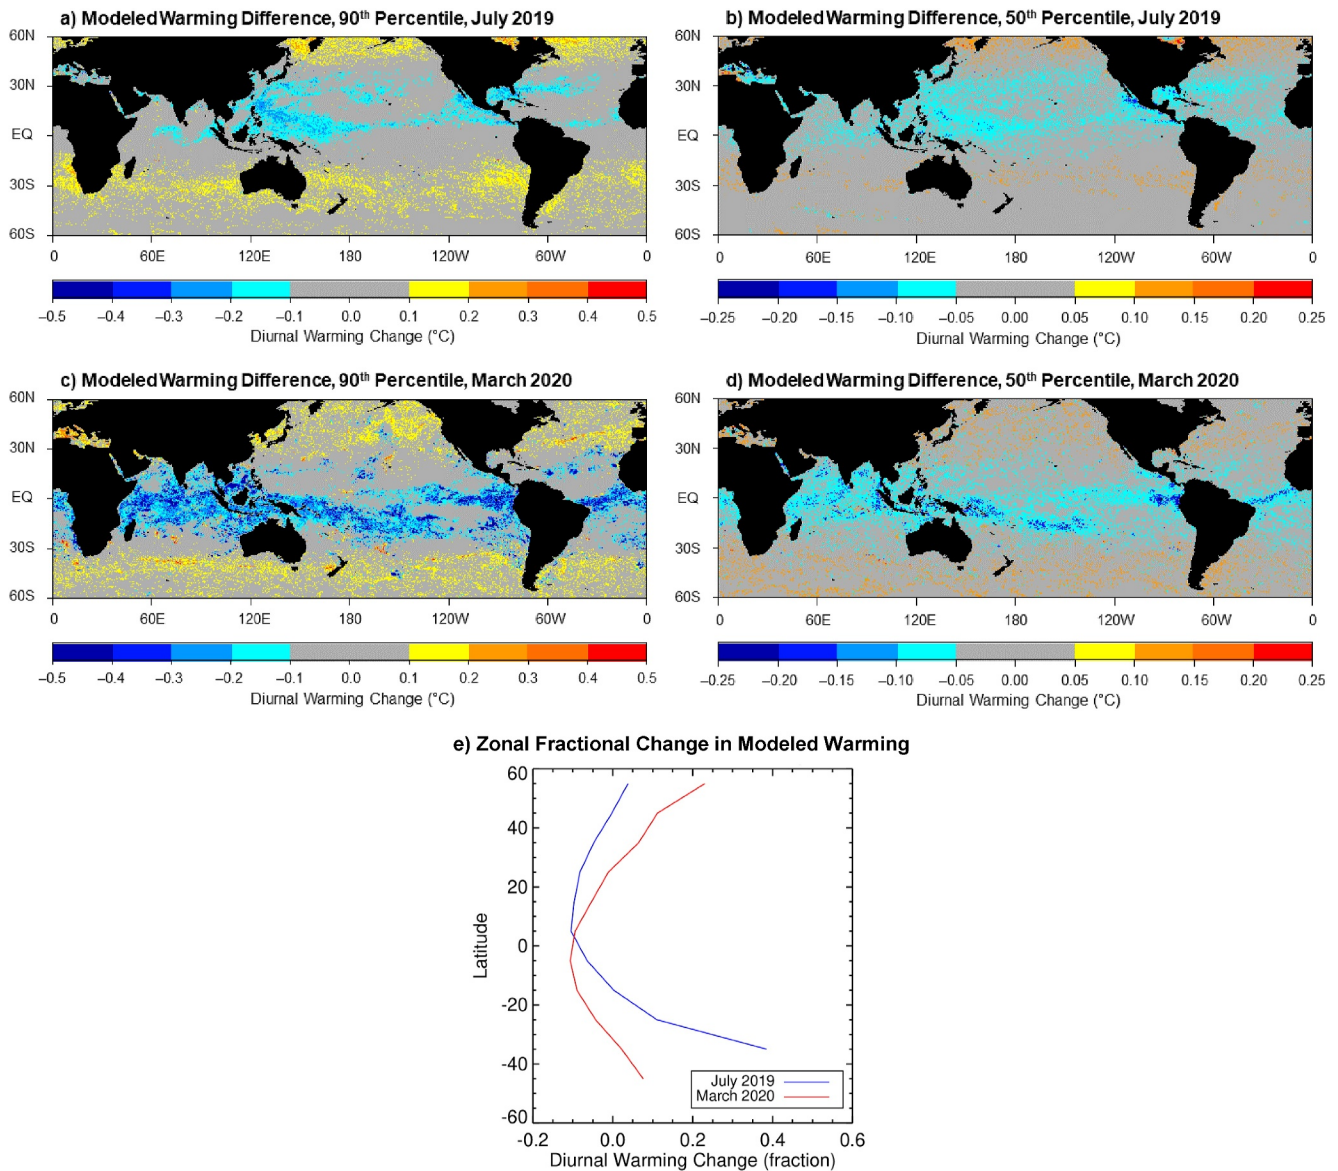 a) Modeled Warming Difference, 90th Percentile, July 2019
60N
30N
EQ
30S
60S
0 60E 120E 180 120W 60W 0
–0.5 –0.4 –0.3 –0.2 –0.1 0.0 0.1 0.2 0.3 0.4 0.5
Diurnal Warming Change (°C)
b) Modeled Warming Difference, 50th Percentile, July 2019
60N
30N
EQ
30S
60S
0 60E 120E 180 120W 60W 0
–0.25 –0.20 –0.15 –0.10 –0.05 0.00 0.05 0.10 0.15 0.20 0.25
Diurnal Warming Change (°C)
c) Modeled Warming Difference, 90th Percentile, March 2020
60N
30N
EQ
30S
60S
0 60E 120E 180 120W 60W 0
–0.5 –0.4 –0.3 –0.2 –0.1 0.0 0.1 0.2 0.3 0.4 0.5
Diurnal Warming Change (°C)
d) Modeled Warming Difference, 50th Percentile, March 2020
60N
30N
EQ
30S
60S
0 60E 120E 180 120W 60W 0
–0.25 –0.20 –0.15 –0.10 –0.05 0.00 0.05 0.10 0.15 0.20 0.25
Diurnal Warming Change (°C)
e) Zonal Fractional Change in Modeled Warming
60
40
20
0
-20
-40
-60
Latitude
July 2019
March 2020
-0.2 0.0 0.2 0.4 0.6
Diurnal Warming Change (fraction)